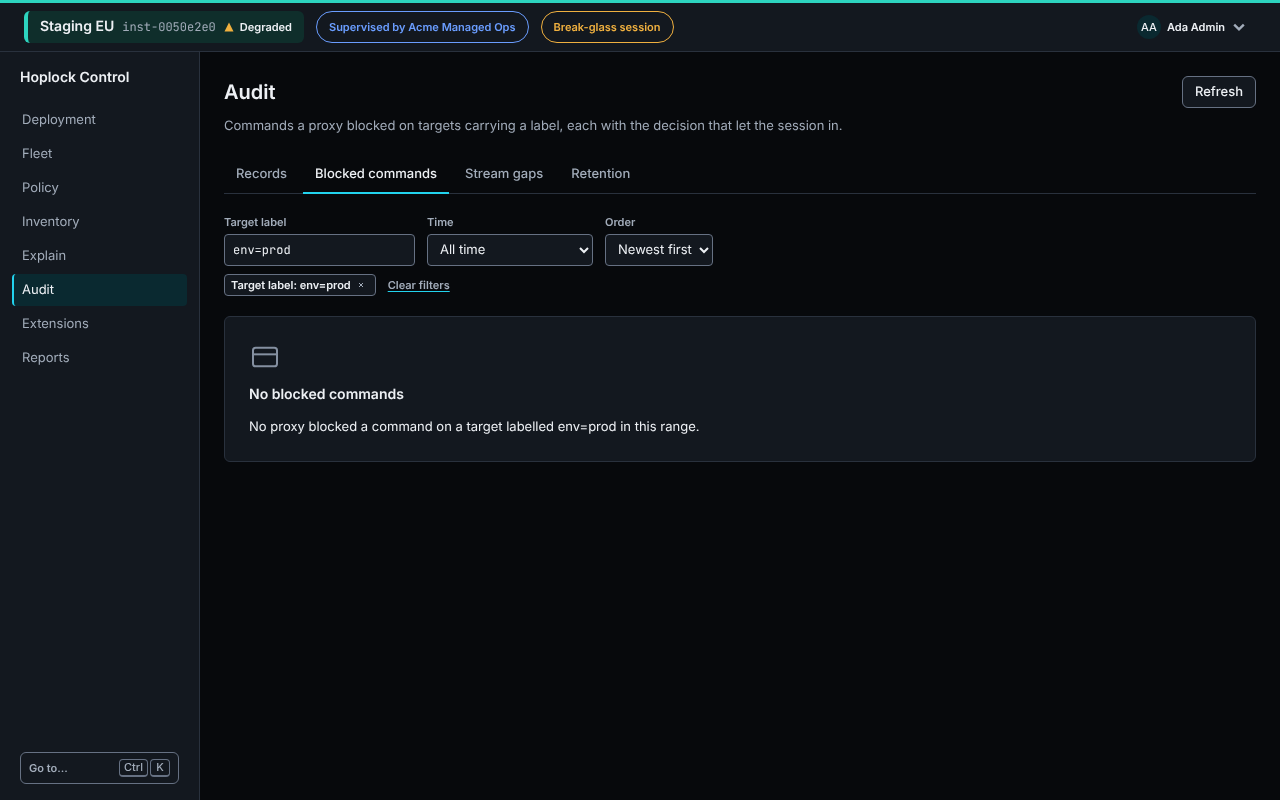 Staging EU inst-0050e2e0 Degraded
Supervised by Acme Managed Ops
Break-glass session
AA Ada Admin
Hoplock Control
Deployment
Fleet
Policy
Inventory
Explain
Audit
Extensions
Reports
Go to... Ctrl K
Audit
Refresh
Commands a proxy blocked on targets carrying a label, each with the decision that let the session in.
Records Blocked commands Stream gaps Retention
Target label Time Order
env=prod All time Newest first
Target label: env=prod × Clear filters
No blocked commands
No proxy blocked a command on a target labelled env=prod in this range.